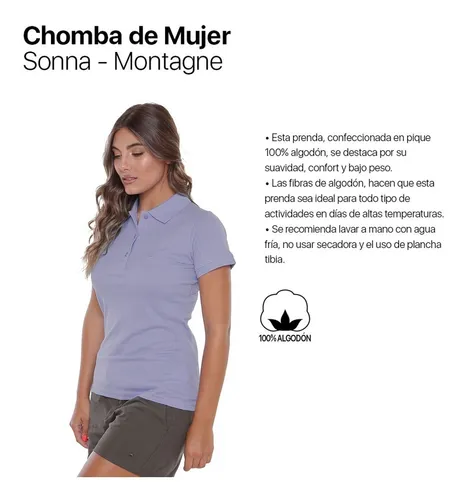 Chomba de Mujer
Sonna - Montagne
• Esta prenda, confeccionada en pique
100% algodón, se destaca por su
suavidad, confort y bajo peso.
• Las fibras de algodón, hacen que esta
prenda sea ideal para todo tipo de
actividades en días de altas temperaturas.
• Se recomienda lavar a mano con agua
fría, no usar secadora y el uso de plancha
tibia.
100% ALGODÓN